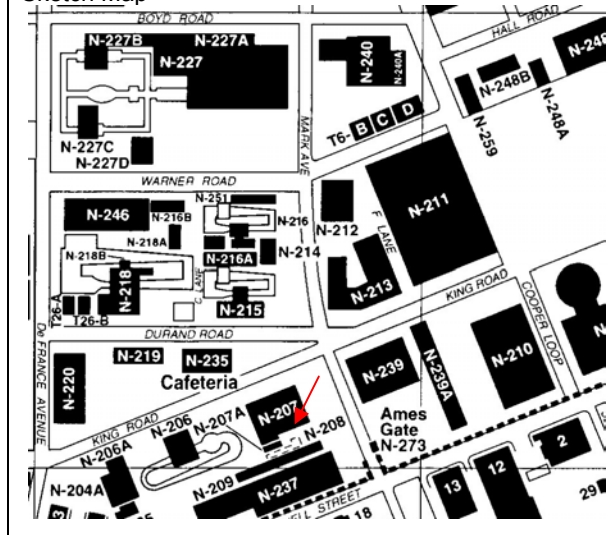 BOYD ROAD
HALL ROAD
N-227B
N-227A
N-227
N-240
N-240A
N-248B
N-248A
N-259
T6- B C D
MARK AVE
N-227C
N-227D
WARNER ROAD
N-211
N-212
F LANE
N-213
N-251
N-246
N-216B
N-216
N-218A
N-218B
N-214
N-216A
N-218
C LANE
N-215
T26-A
T26-B
KING ROAD
COOPER LOOP
DURAND ROAD
De FRANCE AVENUE
N-219
N-235
Cafeteria
N-220
N-239
N-239A
N-210
KING ROAD
N-206
N-207A
N-207
N-208
Ames
Gate
N-273
N-206A
N-204A
N-209
N-237
2
12
13
29
18